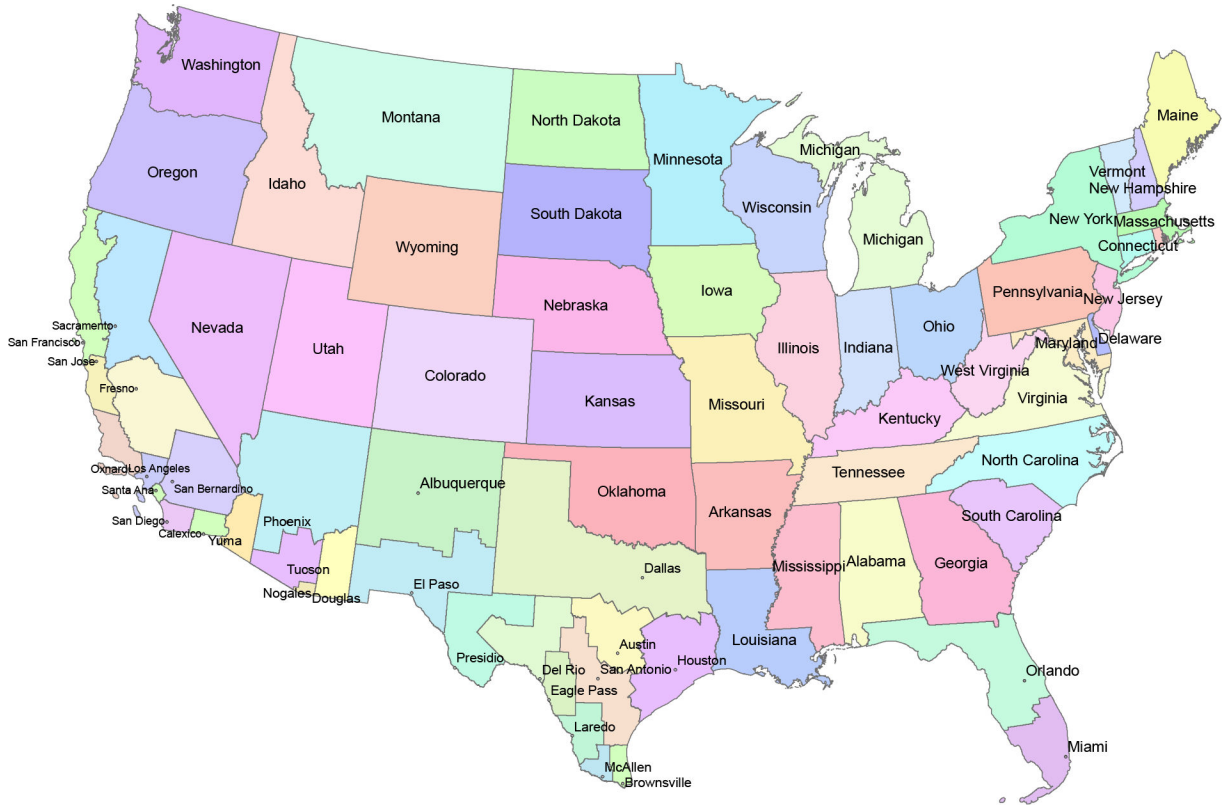 Washington
Montana
North Dakota
Minnesota
Michigan
Maine
Oregon
Idaho
South Dakota
Wisconsin
Michigan
Vermont
New Hampshire
New York
Massachusetts
Connecticut
Wyoming
Iowa
Pennsylvania
New Jersey
Nebraska
Sacramento
San Francisco
San Jose
Nevada
Utah
Colorado
Illinois
Indiana
Ohio
Maryland
Delaware
West Virginia
Virginia
Fresno
Kansas
Missouri
Kentucky
Oxnard
Los Angeles
Santa Ana
San Bernardino
San Diego
Calexico
Yuma
Phoenix
Albuquerque
Oklahoma
Arkansas
Tennessee
North Carolina
South Carolina
Tucson
Nogales
Douglas
El Paso
Dallas
Mississippi
Alabama
Georgia
Presidio
Del Rio
Eagle Pass
Austin
San Antonio
Houston
Louisiana
Orlando
Laredo
McAllen
Brownsville
Miami